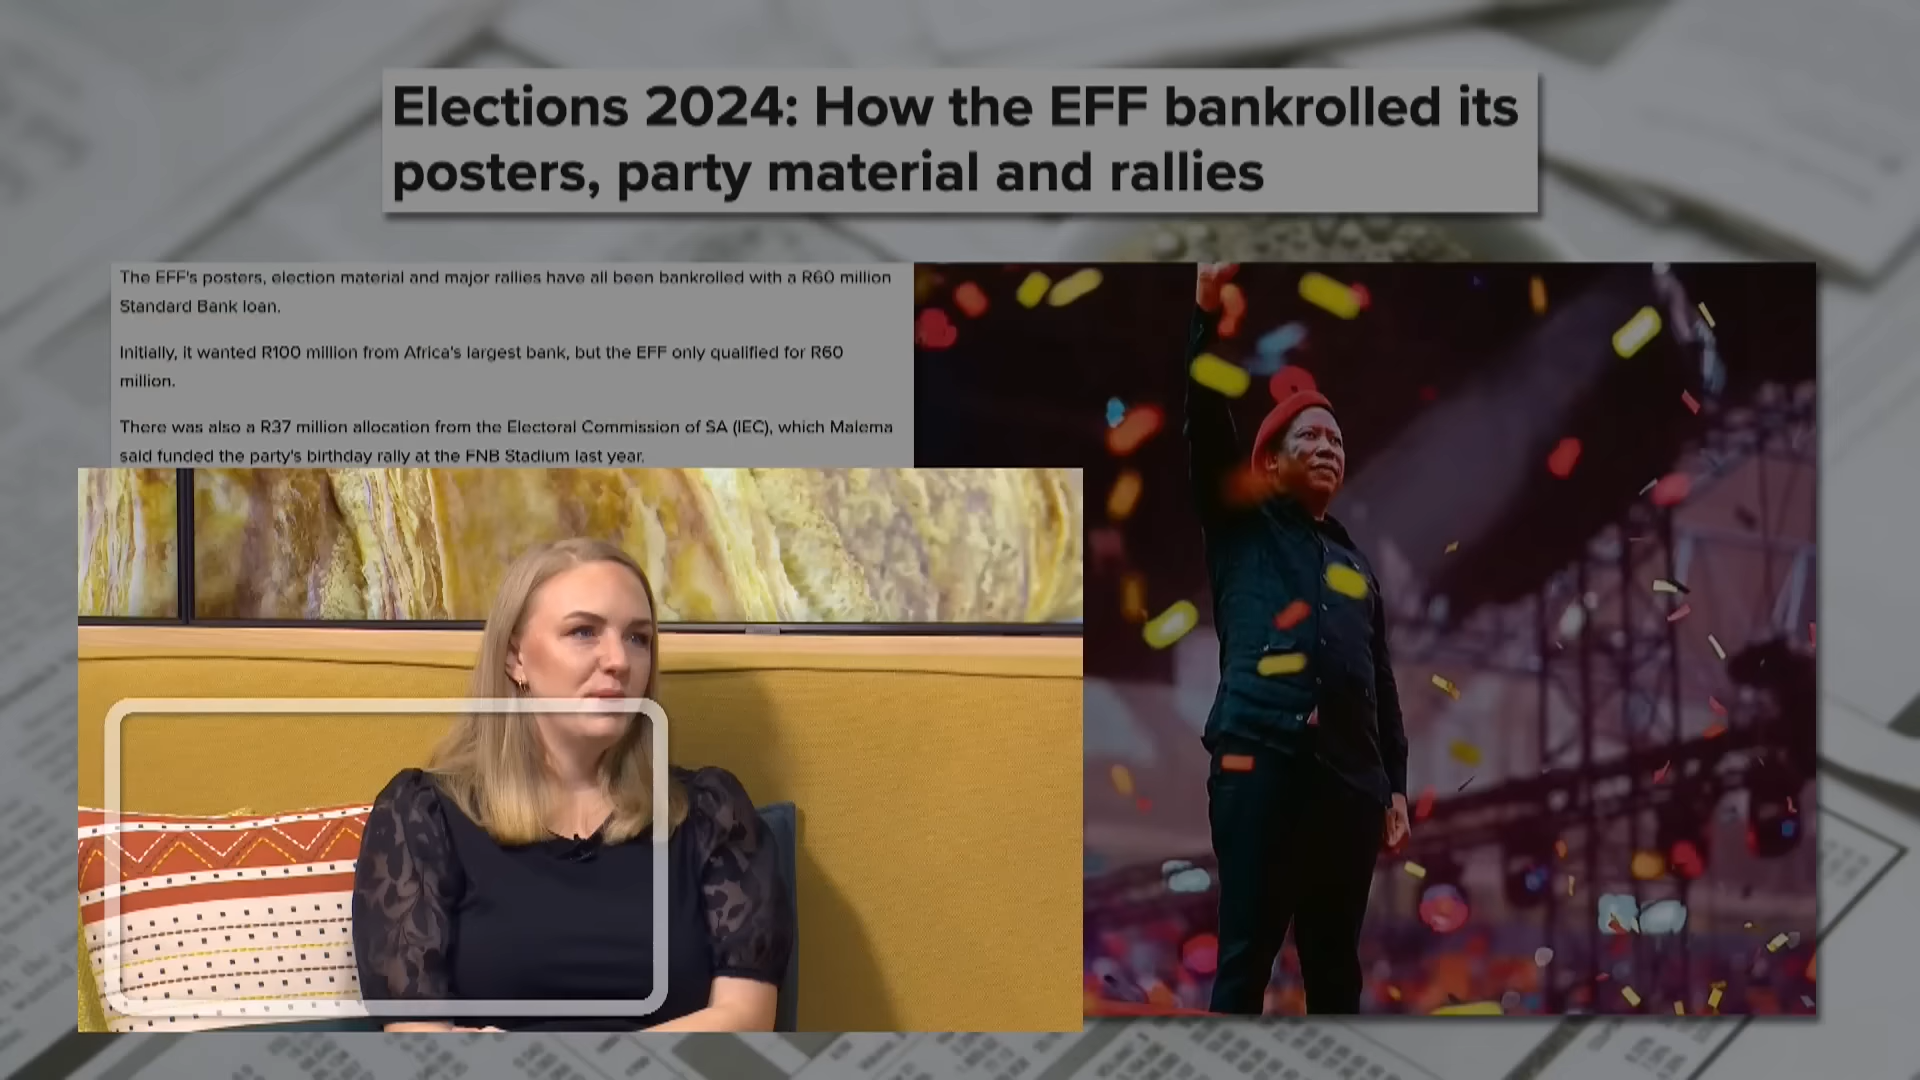 Elections 2024: How the EFF bankrolled its
posters, party material and rallies
The EFF's posters, election material and major rallies have all been bankrolled with a R60 million
Standard Bank loan.
Initially, it wanted R100 million from Africa's largest bank, but the EFF only qualified for R60
million.
There was also a R37 million allocation from the Electoral Commission of SA (IEC), which Malema
said funded the party's birthday rally at the FNB Stadium last year.